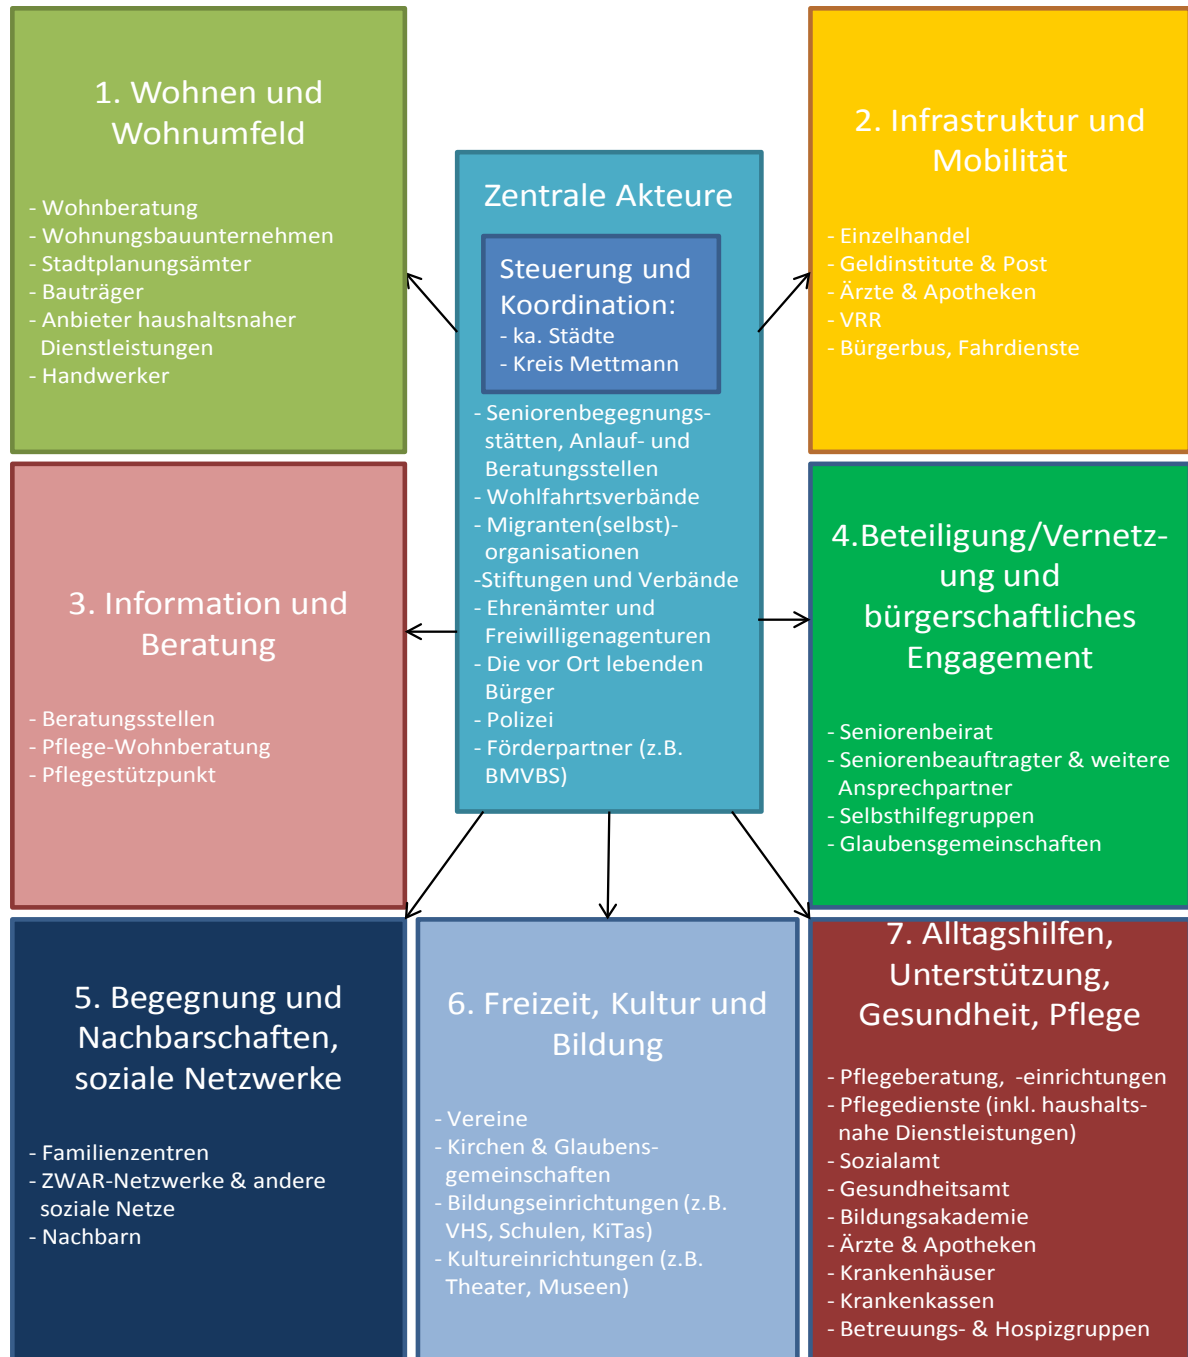 1. Wohnen und
Wohnumfeld
- Wohnberatung
- Wohnungsbauunternehmen
- Stadtplanungsämter
- Bauträger
- Anbieter haushaltsnaher
Dienstleistungen
- Handwerker
Zentrale Akteure
Steuerung und
Koordination:
- ka. Städte
- Kreis Mettmann
- Seniorenbegegnungs-
stätten, Anlauf- und
Beratungsstellen
- Wohlfahrtsverbände
- Migranten(selbst)-
organisationen
-Stiftungen und Verbände
- Ehrenämter und
Freiwilligenagenturen
- Die vor Ort lebenden
Bürger
- Polizei
- Förderpartner (z.B.
BMVBS)
2. Infrastruktur und
Mobilität
- Einzelhandel
- Geldinstitute & Post
- Ärzte & Apotheken
- VRR
- Bürgerbus, Fahrdienste
3. Information und
Beratung
- Beratungsstellen
- Pflege-Wohnberatung
- Pflegestützpunkt
4.Beteiligung/Vernetz-
ung und
bürgerschaftliches
Engagement
- Seniorenbeirat
- Seniorenbeauftragter & weitere
Ansprechpartner
- Selbsthilfegruppen
- Glaubensgemeinschaften
5. Begegnung und
Nachbarschaften,
soziale Netzwerke
- Familienzentren
- ZWAR-Netzwerke & andere
soziale Netze
- Nachbarn
6. Freizeit, Kultur und
Bildung
- Vereine
- Kirchen & Glaubens-
gemeinschaften
- Bildungseinrichtungen (z.B.
VHS, Schulen, KiTas)
- Kultureinrichtungen (z.B.
Theater, Museen)
7. Alltagshilfen,
Unterstützung,
Gesundheit, Pflege
- Pflegeberatung, -einrichtungen
- Pflegedienste (inkl. haushalts-
nahe Dienstleistungen)
- Sozialamt
- Gesundheitsamt
- Bildungsakademie
- Ärzte & Apotheken
- Krankenhäuser
- Krankenkassen
- Betreuungs- & Hospizgruppen